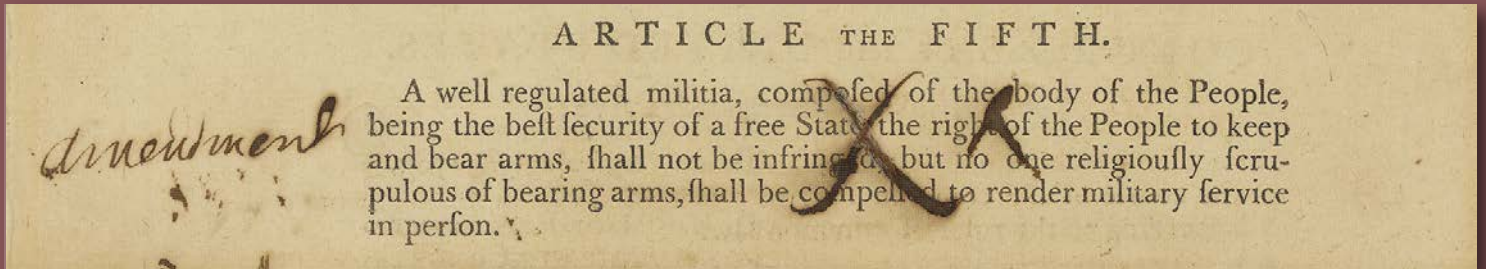 ARTICLE THE FIFTH.
A well regulated militia, compoſed of the body of the People,
amendment
being the beſt ſecurity of a free State, the right of the People to keep
and bear arms, ſhall not be infringed; but no one religiouſly ſcru-
pulous of bearing arms, ſhall be compelled to render military ſervice
in perſon.